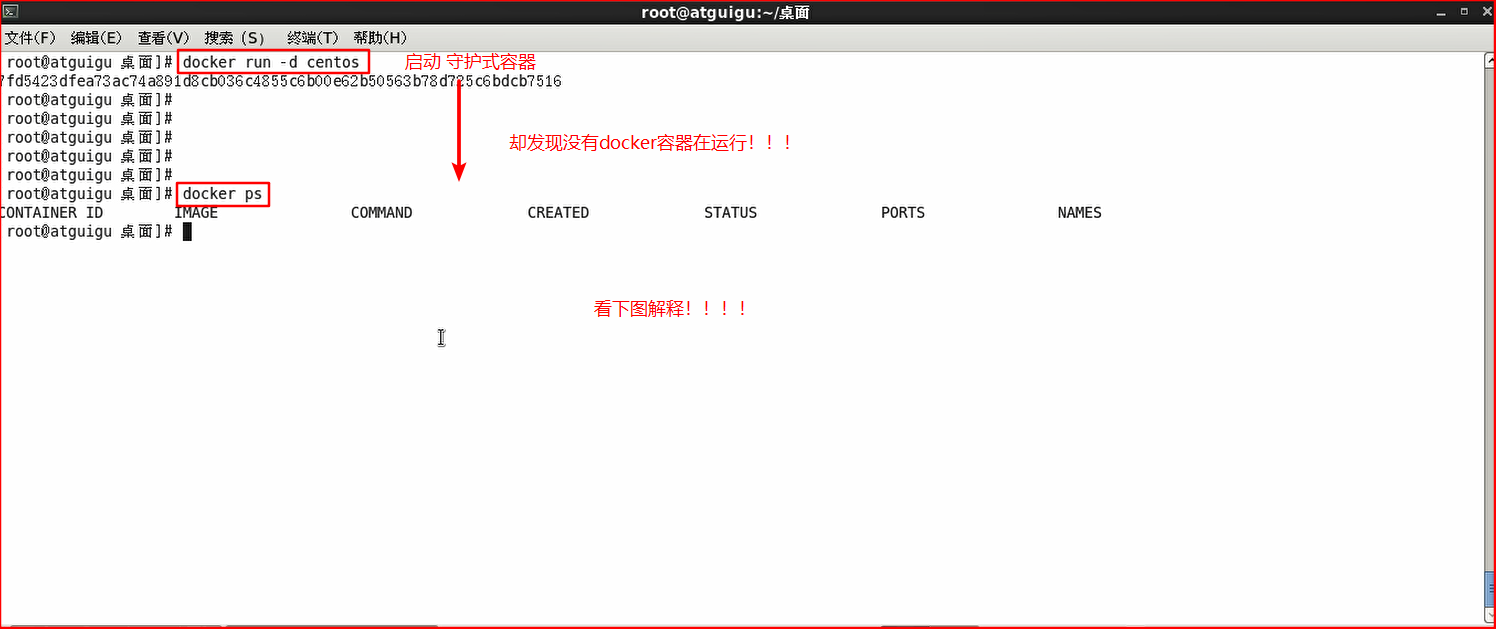 root@atguigu:~/桌面
文件(F) 编辑(E) 查看(V) 搜索 (S) 终端(T) 帮助(H)
root@atguigu 桌面]# docker run -d centos 启动 守护式容器
7fd5423dfea73ac74a891d8cb036c4855c6b00e62b50563b78d725c6bdcb7516
root@atguigu 桌面]#
root@atguigu 桌面]#
root@atguigu 桌面]#
却发现没有docker容器在运行！！！
root@atguigu 桌面]#
root@atguigu 桌面]#
root@atguigu 桌面]# docker ps
CONTAINER ID IMAGE COMMAND CREATED STATUS PORTS NAMES
root@atguigu 桌面]#
看下图解释！！！！